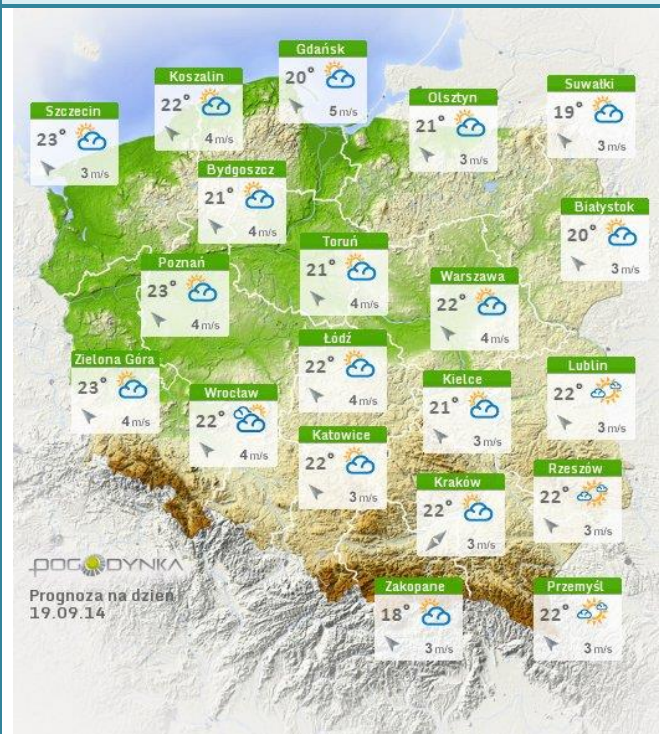 Gdańsk
20°
5 m/s
Koszalin
22°
4 m/s
Suwałki
19°
3 m/s
Olsztyn
21°
3 m/s
Szczecin
23°
3 m/s
Bydgoszcz
21°
4 m/s
Białystok
20°
3 m/s
Toruń
21°
4 m/s
Poznań
23°
4 m/s
Warszawa
22°
4 m/s
Łódź
22°
4 m/s
Zielona Góra
23°
4 m/s
Lublin
22°
3 m/s
Kielce
21°
3 m/s
Wrocław
22°
4 m/s
Katowice
22°
3 m/s
Rzeszów
22°
3 m/s
Kraków
22°
3 m/s
POGODYNKA
Prognoza na dzień
19.09.14
Zakopane
18°
3 m/s
Przemyśl
22°
3 m/s